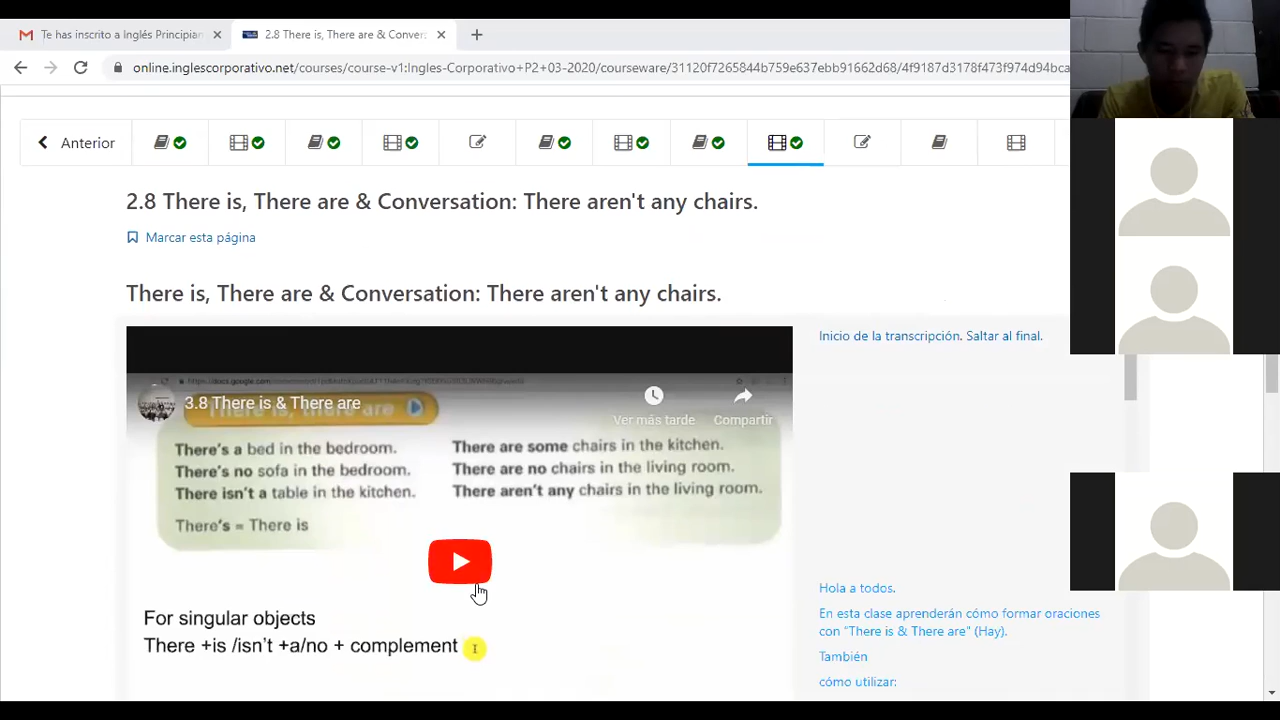 Te has inscrito a Inglés Principian
2.8 There is, There are & Conver
online.inglescorporativo.net/courses/course-v1:Ingles-Corporativo+P2+03-2020/courseware/31120f7265844b759e637ebb91662d68/4f9187d3178f473f974d94bca
Anterior
2.8 There is, There are & Conversation: There aren't any chairs.
Marcar esta página
There is, There are & Conversation: There aren't any chairs.
Inicio de la transcripción. Saltar al final.
3.8 There is & There are
Ver más tarde
Compartir
There's a bed in the bedroom.
There's no sofa in the bedroom.
There isn't a table in the kitchen.
There's = There is
There are some chairs in the kitchen.
There are no chairs in the living room.
There aren't any chairs in the living room.
For singular objects
There +is /isn't +a/no + complement
Hola a todos.
En esta clase aprenderán cómo formar oraciones
con “There is & There are” (Hay).
También
cómo utilizar: